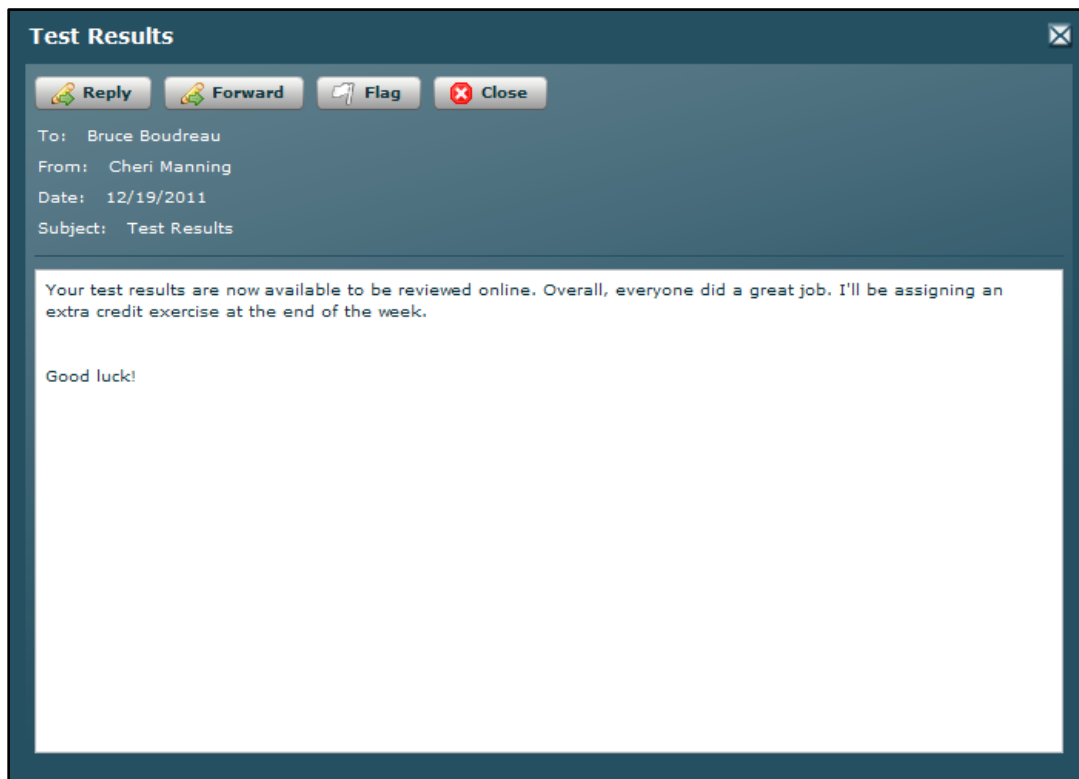 Test Results
Reply Forward Flag Close
To: Bruce Boudreau
From: Cheri Manning
Date: 12/19/2011
Subject: Test Results
Your test results are now available to be reviewed online. Overall, everyone did a great job. I'll be assigning an
extra credit exercise at the end of the week.
Good luck!